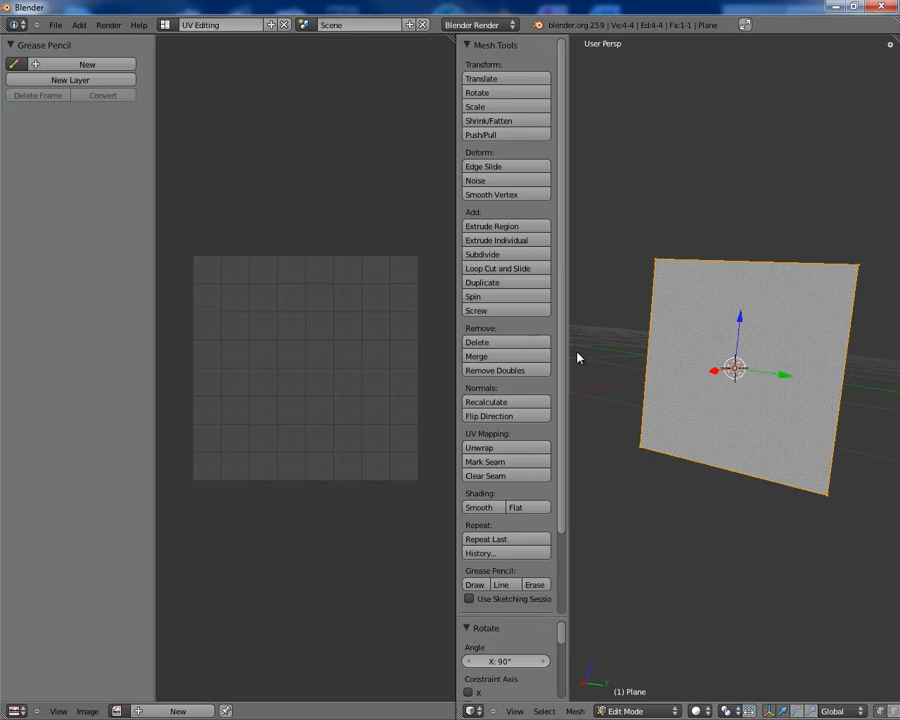 Blender
File Add Render Help UV Editing Scene Blender Render blender.org 259 | Ve:4-4 | Ed:4-4 | Fa:1-1 | Plane
Grease Pencil
New
New Layer
Delete Frame Convert
Mesh Tools
Transform:
Translate
Rotate
Scale
Shrink/Fatten
Push/Pull
Deform:
Edge Slide
Noise
Smooth Vertex
Add:
Extrude Region
Extrude Individual
Subdivide
Loop Cut and Slide
Duplicate
Spin
Screw
Remove:
Delete
Merge
Remove Doubles
Normals:
Recalculate
Flip Direction
UV Mapping:
Unwrap
Mark Seam
Clear Seam
Shading:
Smooth Flat
Repeat:
Repeat Last
History...
Grease Pencil:
Draw Line Erase
Use Sketching Sessio
Rotate
Angle
X: 90°
Constraint Axis
X
User Persp
(1) Plane
View Image New
View Select Mesh Edit Mode Global